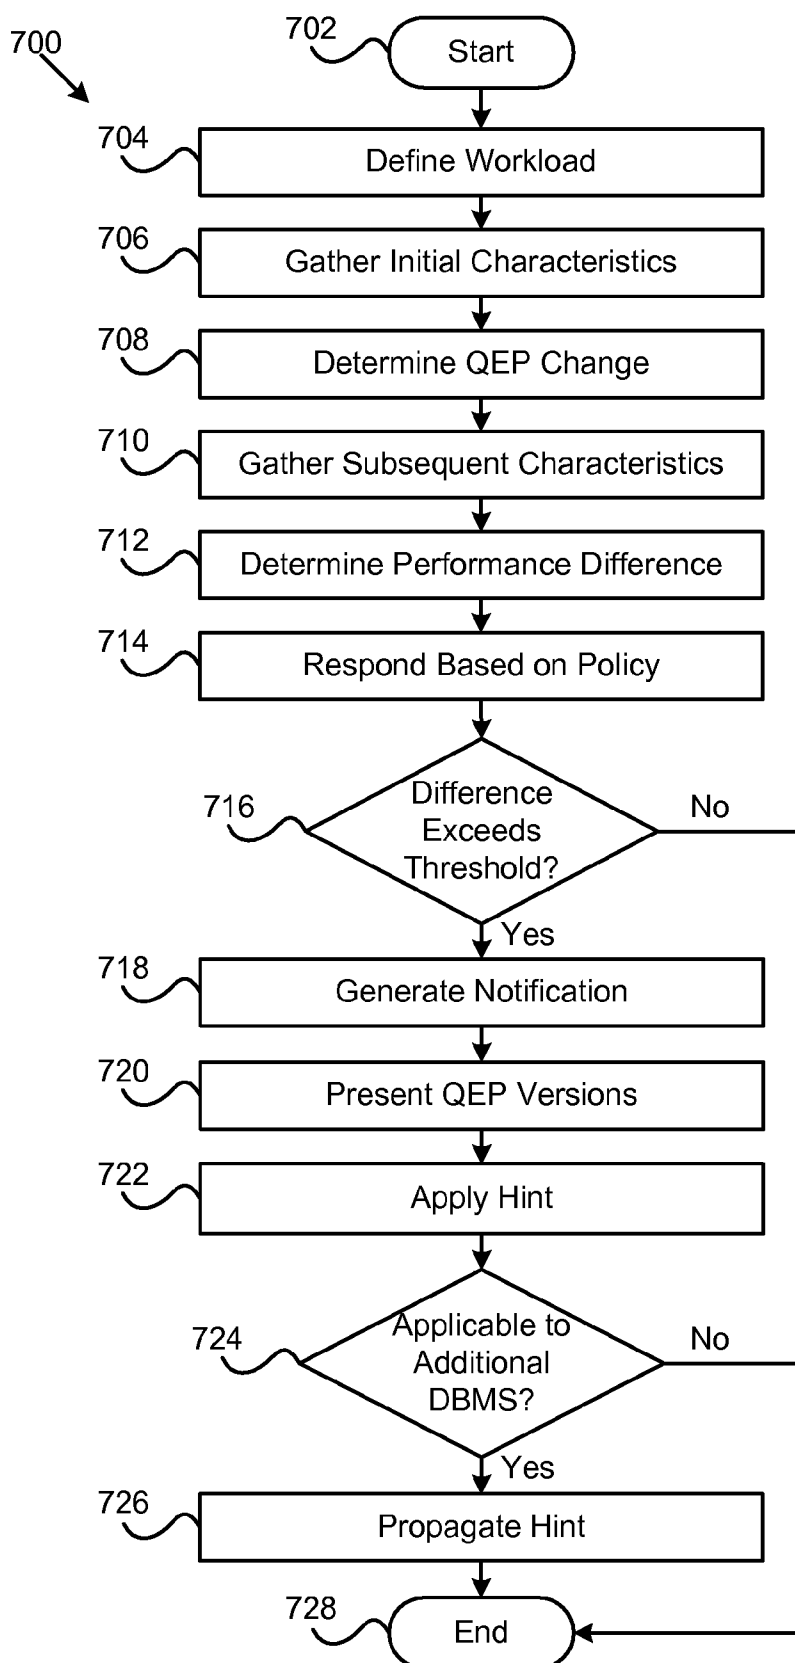 700
702
Start
704
Define Workload
706
Gather Initial Characteristics
708
Determine QEP Change
710
Gather Subsequent Characteristics
712
Determine Performance Difference
714
Respond Based on Policy
716
Difference
Exceeds
Threshold?
No
Yes
718
Generate Notification
720
Present QEP Versions
722
Apply Hint
724
Applicable to
Additional
DBMS?
No
Yes
726
Propagate Hint
728
End